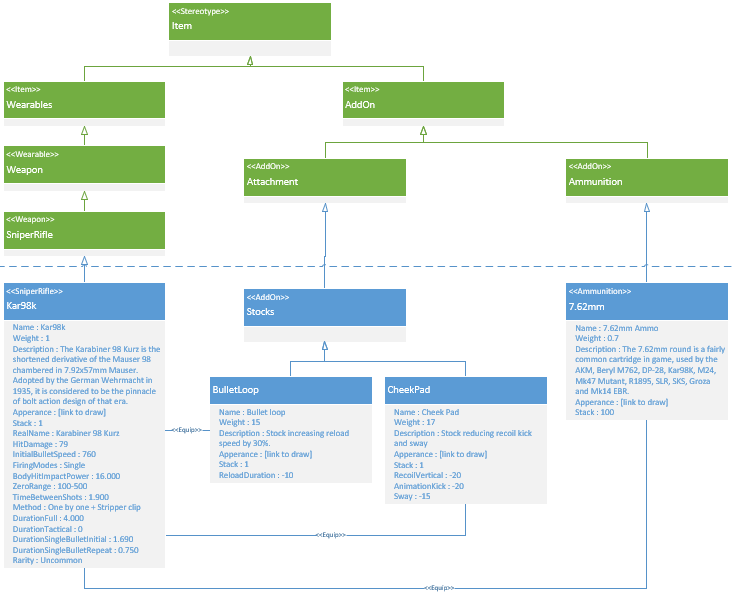 <<Stereotype>>
Item
<<Item>>
Wearables
<<Item>>
AddOn
<<Wearable>>
Weapon
<<AddOn>>
Attachment
<<AddOn>>
Ammunition
<<Weapon>>
SniperRifle
<<SniperRifle>>
Kar98k
Name : Kar98k
Weight : 1
Description : The Karabiner 98 Kurz is the
shortened derivative of the Mauser 98
chambered in 7.92x57mm Mauser.
Adopted by the German Wehrmacht in
1935, it is considered to be the pinnacle
of bolt action design of that era.
Apperance : [link to draw]
Stack : 1
RealName : Karabiner 98 Kurz
HitDamage : 79
InitialBulletSpeed : 760
FiringModes : Single
BodyHitImpactPower : 16.000
ZeroRange : 100-500
TimeBetweenShots : 1.900
Method : One by one + Stripper clip
DurationFull : 4.000
DurationTactical : 0
DurationSingleBulletInitial : 1.690
DurationSingleBulletRepeat : 0.750
Rarity : Uncommon
<<AddOn>>
Stocks
<<Ammunition>>
7.62mm
Name : 7.62mm Ammo
Weight : 0.7
Description : The 7.62mm round is a fairly
common cartridge in game, used by the
AKM, Beryl M762, DP-28, Kar98K, M24,
Mk47 Mutant, R1895, SLR, SKS, Groza
and Mk14 EBR.
Apperance : [link to draw]
Stack : 100
BulletLoop
Name : Bullet loop
Weight : 15
Description : Stock increasing reload
speed by 30%.
Apperance : [link to draw]
Stack : 1
ReloadDuration : -10
CheekPad
Name : Cheek Pad
Weight : 17
Description : Stock reducing recoil kick
and sway
Apperance : [link to draw]
Stack : 1
RecoilVertical : -20
AnimationKick : -20
Sway : -15
<<Equip>>
<<Equip>>
<<Equip>>